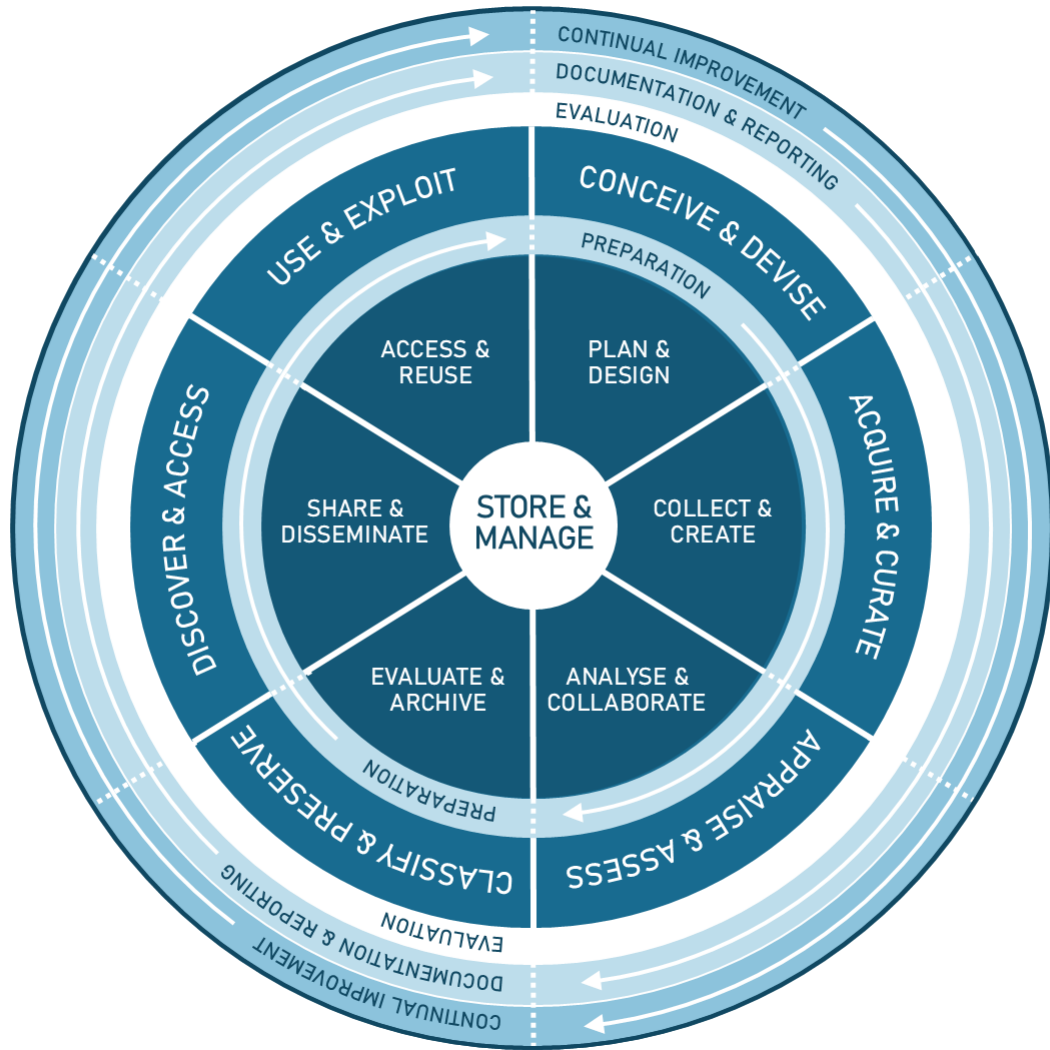 CONTINUAL IMPROVEMENT
DOCUMENTATION & REPORTING
EVALUATION
CONCEIVE & DEVISE
ACQUIRE & CURATE
APPRAISE & ASSESS
CLASSIFY & PRESERVE
DISCOVER & ACCESS
USE & EXPLOIT
PREPARATION
PLAN &
DESIGN
COLLECT &
CREATE
ANALYSE &
COLLABORATE
EVALUATE &
ARCHIVE
SHARE &
DISSEMINATE
ACCESS &
REUSE
STORE &
MANAGE
PREPARATION
EVALUATION
DOCUMENTATION & REPORTING
CONTINUAL IMPROVEMENT